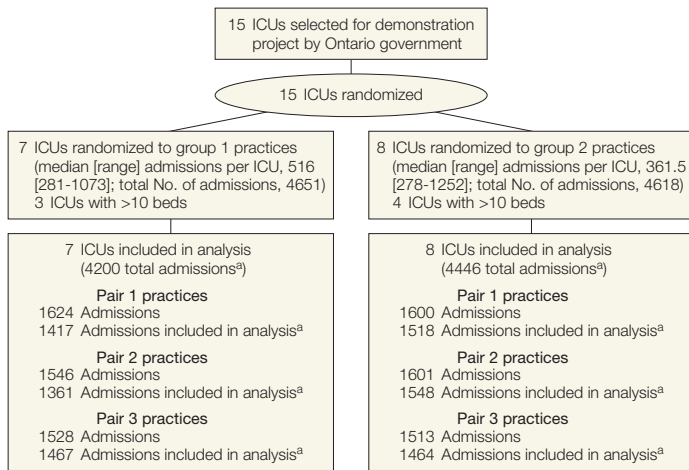 15 ICUs selected for demonstration
project by Ontario government
15 ICUs randomized
7 ICUs randomized to group 1 practices
(median [range] admissions per ICU, 516
[281-1073]; total No. of admissions, 4651)
3 ICUs with >10 beds
8 ICUs randomized to group 2 practices
(median [range] admissions per ICU, 361.5
[278-1252]; total No. of admissions, 4618)
4 ICUs with >10 beds
7 ICUs included in analysis
(4200 total admissionsᵃ)
Pair 1 practices
1624 Admissions
1417 Admissions included in analysisᵃ
Pair 2 practices
1546 Admissions
1361 Admissions included in analysisᵃ
Pair 3 practices
1528 Admissions
1467 Admissions included in analysisᵃ
8 ICUs included in analysis
(4446 total admissionsᵃ)
Pair 1 practices
1600 Admissions
1518 Admissions included in analysisᵃ
Pair 2 practices
1601 Admissions
1548 Admissions included in analysisᵃ
Pair 3 practices
1513 Admissions
1464 Admissions included in analysisᵃ